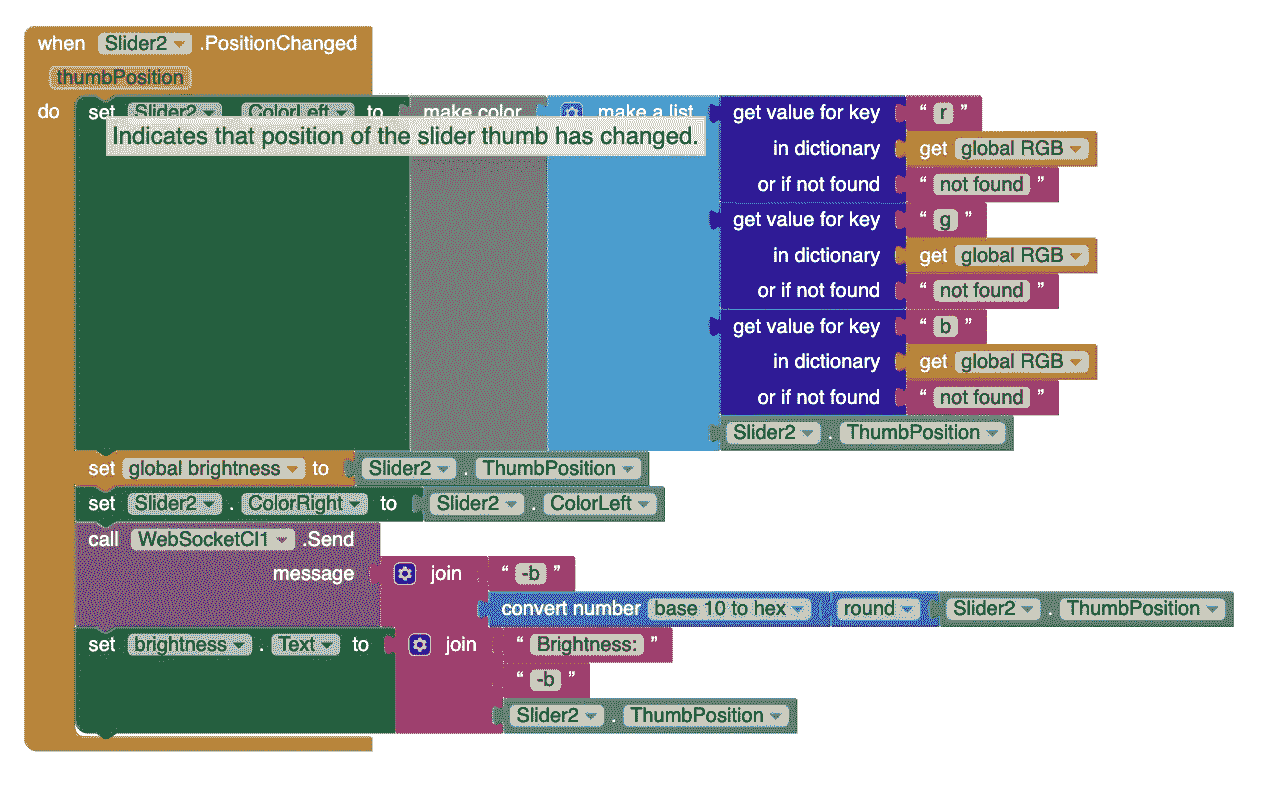 when Slider2 .PositionChanged
thumbPosition
do set Slider2 . ColorLeft to make color make a list get value for key “ r ”
Indicates that position of the slider thumb has changed.
in dictionary get global RGB
or if not found “ not found ”
get value for key “ g ”
in dictionary get global RGB
or if not found “ not found ”
get value for key “ b ”
in dictionary get global RGB
or if not found “ not found ”
Slider2 . ThumbPosition
set global brightness to Slider2 . ThumbPosition
set Slider2 . ColorRight to Slider2 . ColorLeft
call WebSocketCl1 .Send
message join “ -b ”
convert number base 10 to hex round Slider2 . ThumbPosition
set brightness . Text to join “ Brightness: ”
“ -b ”
Slider2 . ThumbPosition